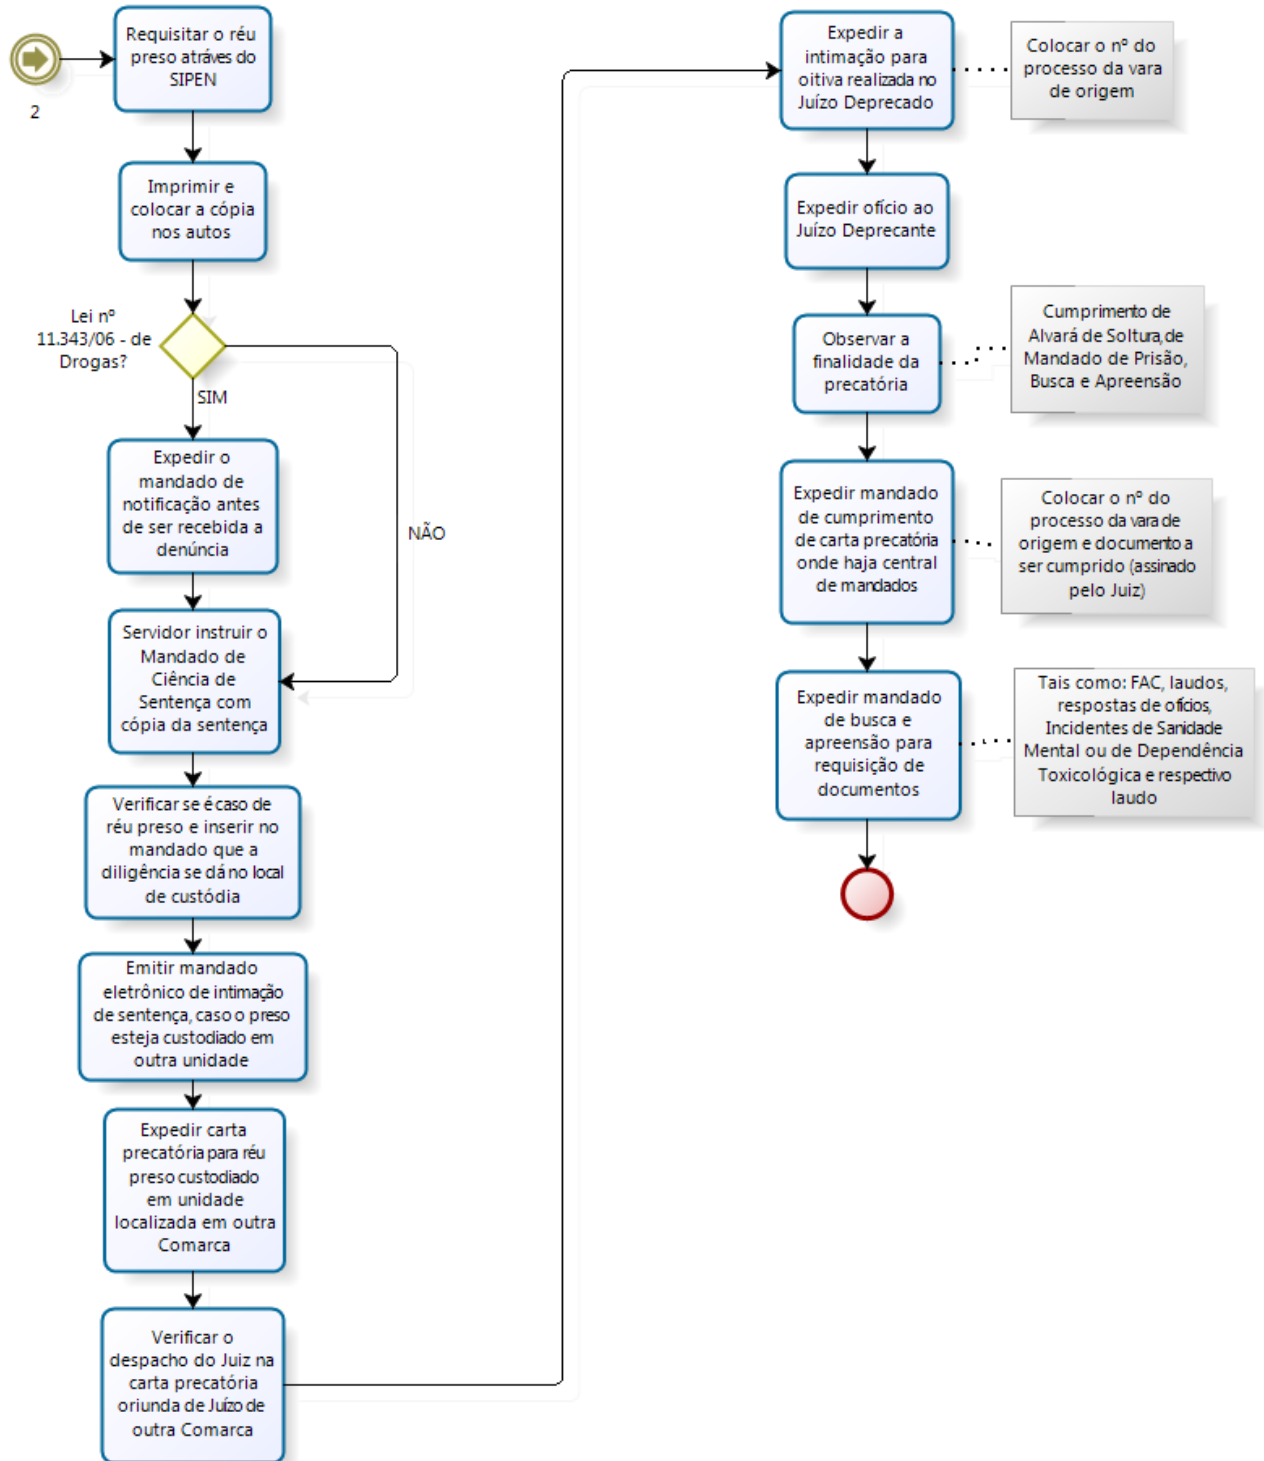 2
Requisitar o réu
preso atráves do
SIPEN
Imprimir e
colocar a cópia
nos autos
Lei nº
11.343/06 - de
Drogas?
SIM
NÃO
Expedir o
mandado de
notificação antes
de ser recebida a
denúncia
Servidor instruir o
Mandado de
Ciência de
Sentença com
cópia da sentença
Verificar se é caso de
réu preso e inserir no
mandado que a
diligência se dá no local
de custódia
Emitir mandado
eletrônico de intimação
de sentença, caso o preso
esteja custodiado em
outra unidade
Expedir carta
precatória para réu
preso custodiado
em unidade
localizada em outra
Comarca
Verificar o
despacho do Juiz na
carta precatória
oriunda de Juízo de
outra Comarca
Expedir a
intimação para
oitiva realizada no
Juízo Deprecado
Colocar o nº do
processo da vara
de origem
Expedir ofício ao
Juízo Deprecante
Observar a
finalidade da
precatória
Cumprimento de
Alvará de Soltura, de
Mandado de Prisão,
Busca e Apreensão
Expedir mandado
de cumprimento
de carta precatória
onde haja central
de mandados
Colocar o nº do
processo da vara de
origem e documento a
ser cumprido (assinado
pelo Juiz)
Expedir mandado
de busca e
apreensão para
requisição de
documentos
Tais como: FAC, laudos,
respostas de ofícios,
Incidentes de Sanidade
Mental ou de Dependência
Toxicológica e respectivo
laudo